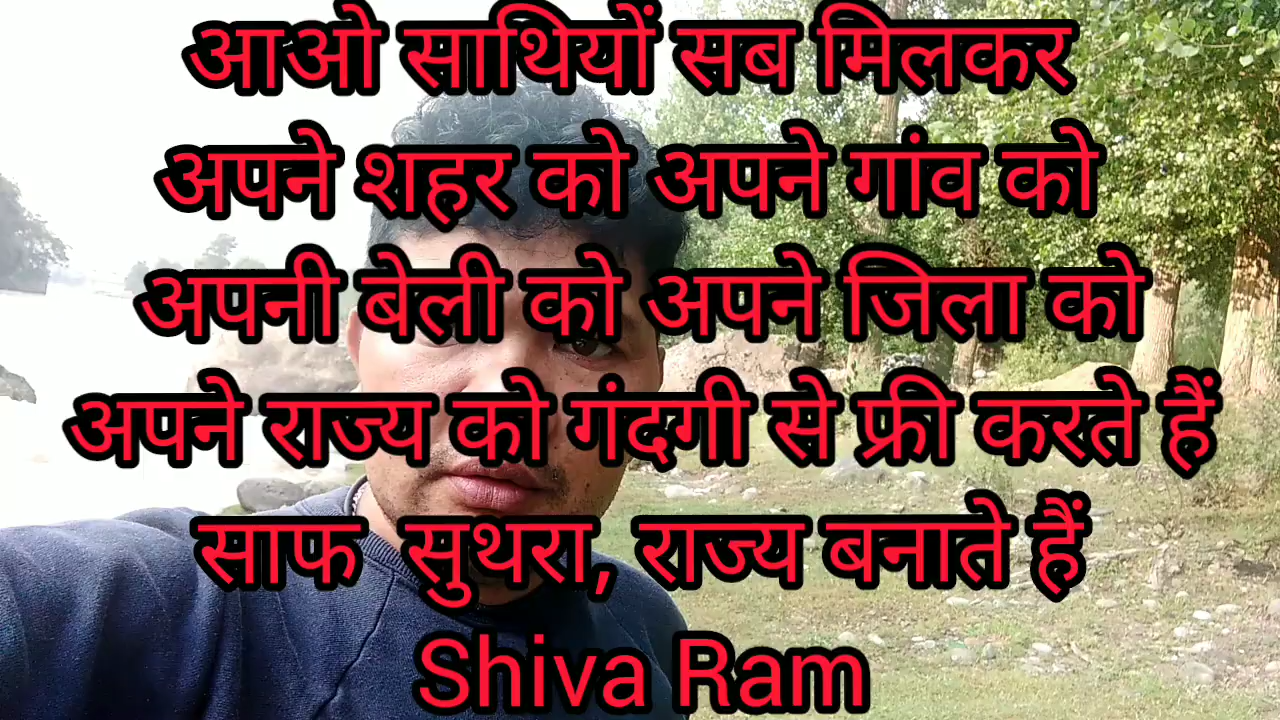 आओ साथियों सब मिलकर
अपने शहर को अपने गांव को
अपनी बेली को अपने जिला को
अपने राज्य को गंदगी से फ्री करते हैं
साफ सुथरा, राज्य बनाते हैं
Shiva Ram